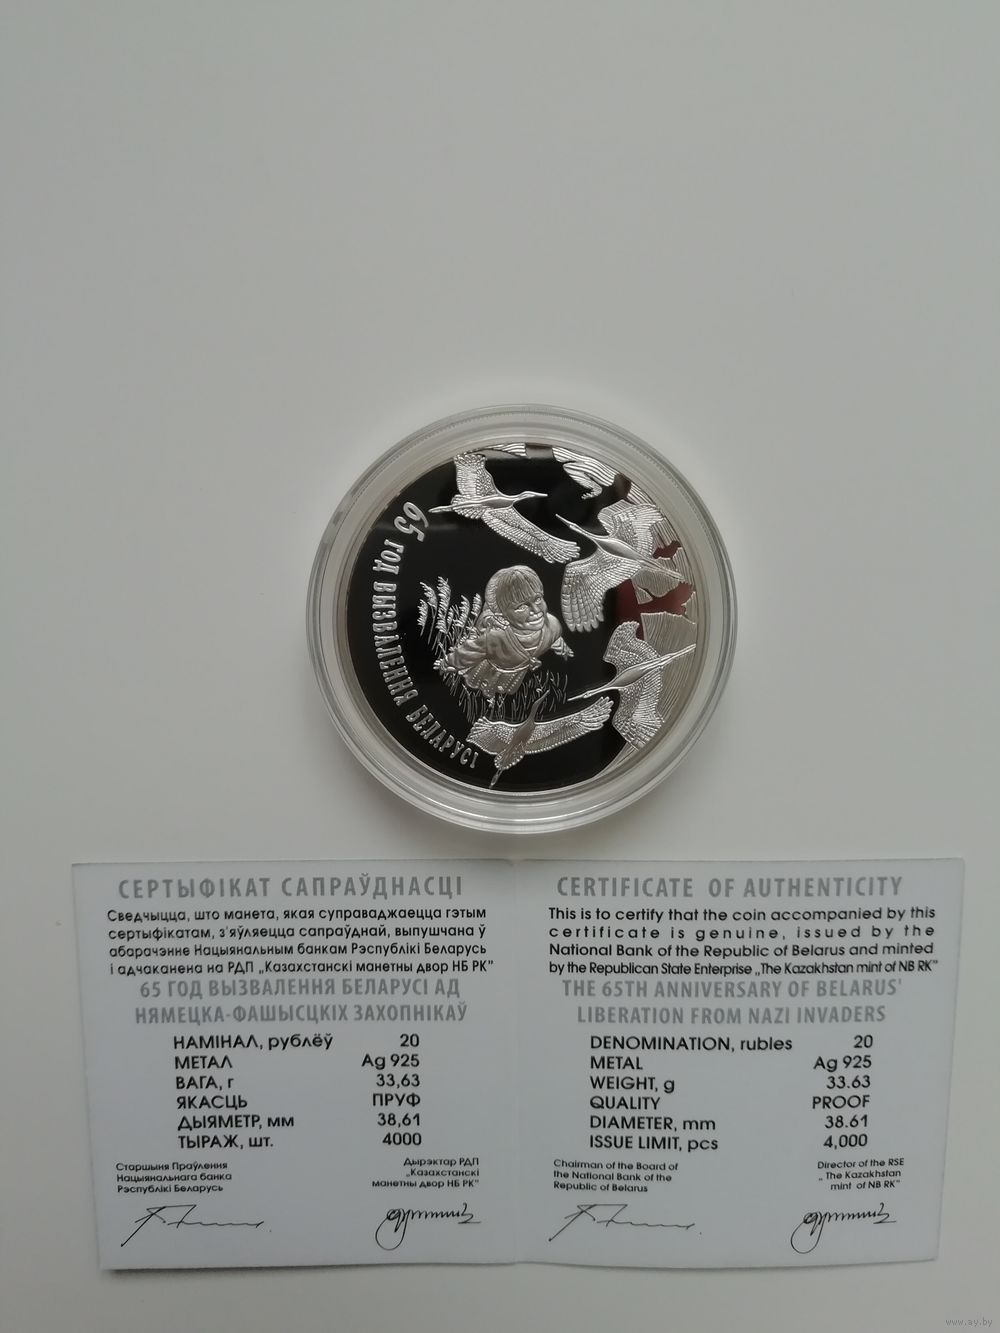 65 ГОД ВЫЗВАЛЕННЯ БЕЛАРУСІ
СЕРТЫФІКАТ САПРАЎДНАСЦІ
Сведчыцца, што манета, якая суправаджаецца гэтым
сертыфікатам, з'яўляецца сапраўднай, выпушчана ў
абарачэнне Нацыянальным банкам Рэспублікі Беларусь
і адчаканена на РДП „Казахстанскі манетны двор НБ РК"
65 ГОД ВЫЗВАЛЕННЯ БЕЛАРУСІ АД
НЯМЕЦКА-ФАШЫСЦКІХ ЗАХОПНІКАЎ
НАМІНАЛ, рублёў 20
МЕТАЛ Ag 925
ВАГА, г 33,63
ЯКАСЦЬ ПРУФ
ДЫЯМЕТР, мм 38,61
ТЫРАЖ, шт. 4000
Старшыня Праўлення
Нацыянальнага банка
Рэспублікі Беларусь
Дырэктар РДП
„Казахстанскі
манетны двор НБ РК"
CERTIFICATE OF AUTHENTICITY
This is to certify that the coin accompanied by this
certificate is genuine, issued by the
National Bank of the Republic of Belarus and minted
by the Republican State Enterprise „The Kazakhstan mint of NB RK"
THE 65TH ANNIVERSARY OF BELARUS'
LIBERATION FROM NAZI INVADERS
DENOMINATION, rubles 20
METAL Ag 925
WEIGHT, g 33.63
QUALITY PROOF
DIAMETER, mm 38.61
ISSUE LIMIT, pcs 4,000
Chairman of the Board of
the National Bank of the
Republic of Belarus
Director of the RSE
„The Kazakhstan
mint of NB RK"
www.ay.by